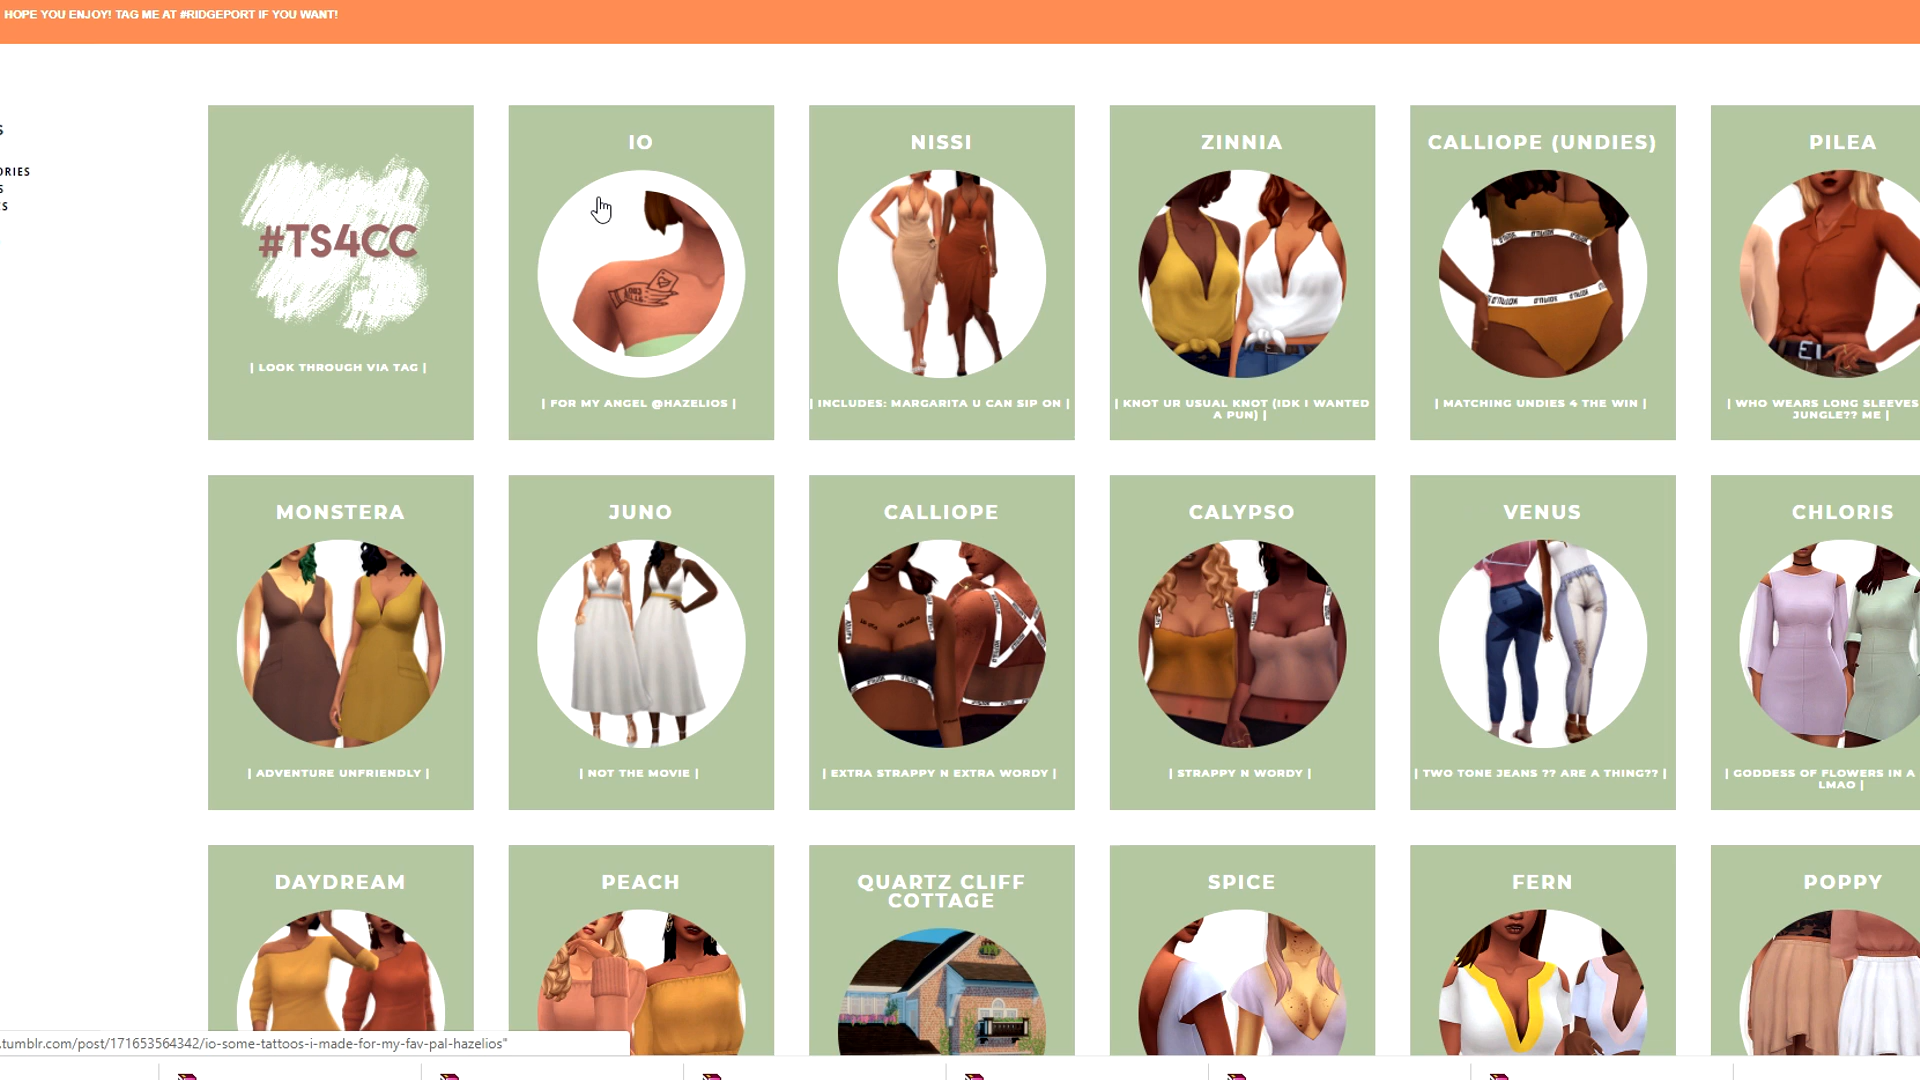 HOPE YOU ENJOY! TAG ME AT #RIDGEPORT IF YOU WANT!
S
ORIES
S
ES
#TS4CC
| LOOK THROUGH VIA TAG |
IO
| FOR MY ANGEL @HAZELIOS |
NISSI
| INCLUDES: MARGARITA U CAN SIP ON |
ZINNIA
| KNOT UR USUAL KNOT (IDK I WANTED
A PUN) |
CALLIOPE (UNDIES)
| MATCHING UNDIES 4 THE WIN |
PILEA
| WHO WEARS LONG SLEEVES
JUNGLE?? ME |
MONSTERA
| ADVENTURE UNFRIENDLY |
JUNO
| NOT THE MOVIE |
CALLIOPE
| EXTRA STRAPPY N EXTRA WORDY |
CALYPSO
| STRAPPY N WORDY |
VENUS
| TWO TONE JEANS ?? ARE A THING?? |
CHLORIS
| GODDESS OF FLOWERS IN A
LMAO |
DAYDREAM
PEACH
QUARTZ CLIFF
COTTAGE
SPICE
FERN
POPPY
.tumblr.com/post/171653564342/io-some-tattoos-i-made-for-my-fav-pal-hazelios"